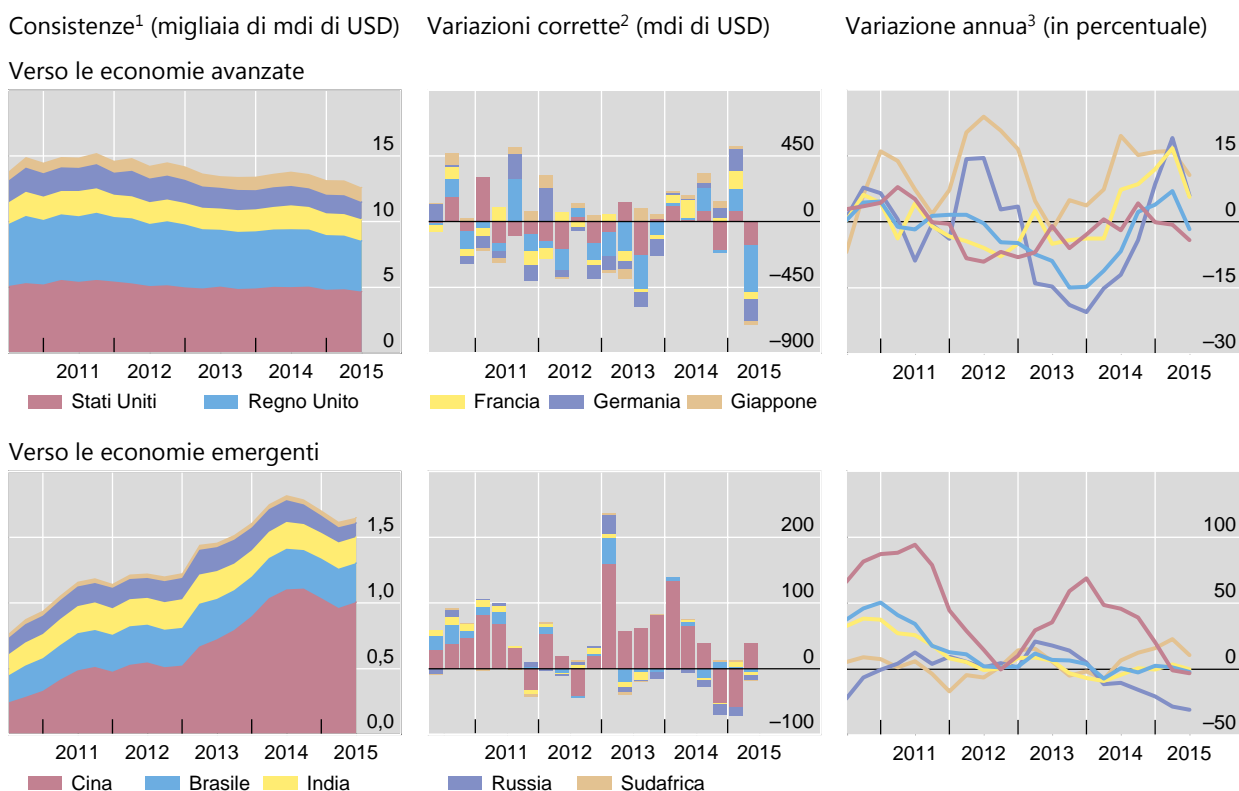 Consistenze1 (migliaia di mdi di USD) Variazioni corrette2 (mdi di USD) Variazione annua3 (in percentuale)
Verso le economie avanzate
15
10
5
0
2011 2012 2013 2014 2015
450
0
–450
–900
2011 2012 2013 2014 2015
15
0
–15
–30
2011 2012 2013 2014 2015
Stati Uniti Regno Unito Francia Germania Giappone
Verso le economie emergenti
1,5
1,0
0,5
0,0
2011 2012 2013 2014 2015
200
100
0
–100
2011 2012 2013 2014 2015
100
50
0
–50
2011 2012 2013 2014 2015
Cina Brasile India Russia Sudafrica